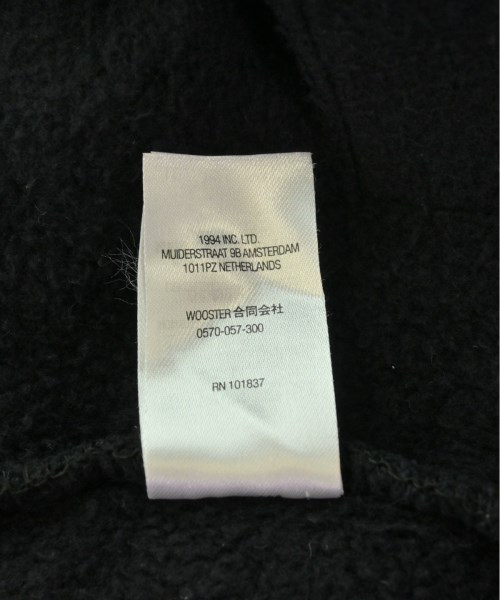 1994 INC. LTD.
MUIDERSTRAAT 9B AMSTERDAM
1011PZ NETHERLANDS
WOOSTER 合同会社
0570-057-300
RN 101837